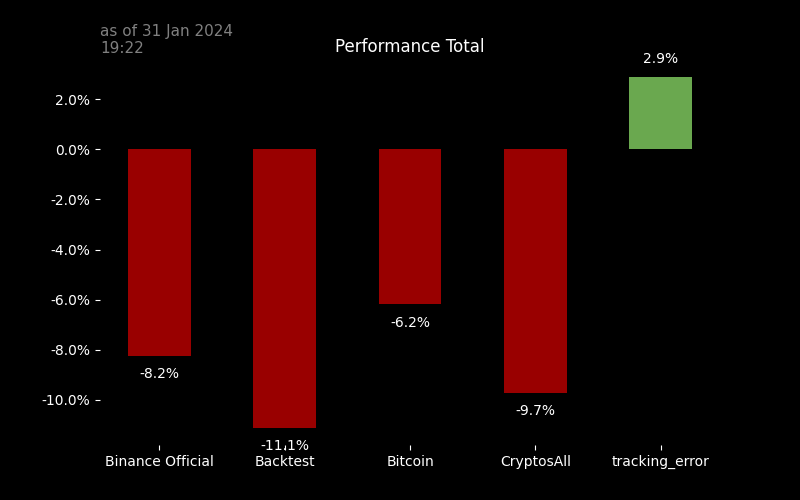 as of 31 Jan 2024
19:22
Performance Total
2.9%
2.0%
0.0%
-2.0%
-4.0%
-6.0%
-6.2%
-8.0%
-8.2%
-10.0%
-9.7%
-11.1%
Binance Official
Backtest
Bitcoin
CryptosAll
tracking_error